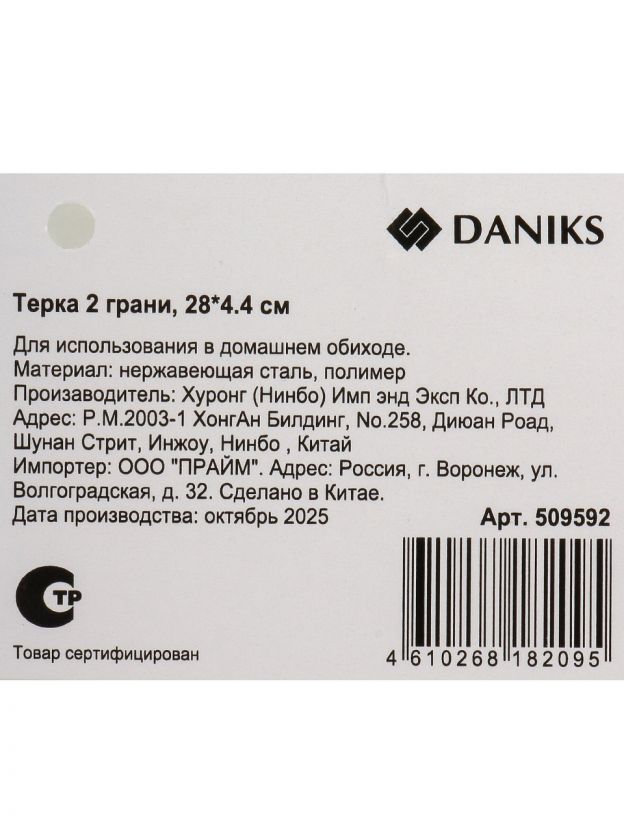 DANIKS
Терка 2 грани, 28*4.4 см
Для использования в домашнем обиходе.
Материал: нержавеющая сталь, полимер
Производитель: Хуронг (Нинбо) Имп энд Эксп Ко., ЛТД
Адрес: Р.М.2003-1 ХонгАн Билдинг, No.258, Диюан Роад,
Шунан Стрит, Инжоу, Нинбо , Китай
Импортер: ООО "ПРАЙМ". Адрес: Россия, г. Воронеж, ул.
Волгоградская, д. 32. Сделано в Китае.
Дата производства: октябрь 2025
Арт. 509592
СТР
Товар сертифицирован
4 610268 182095